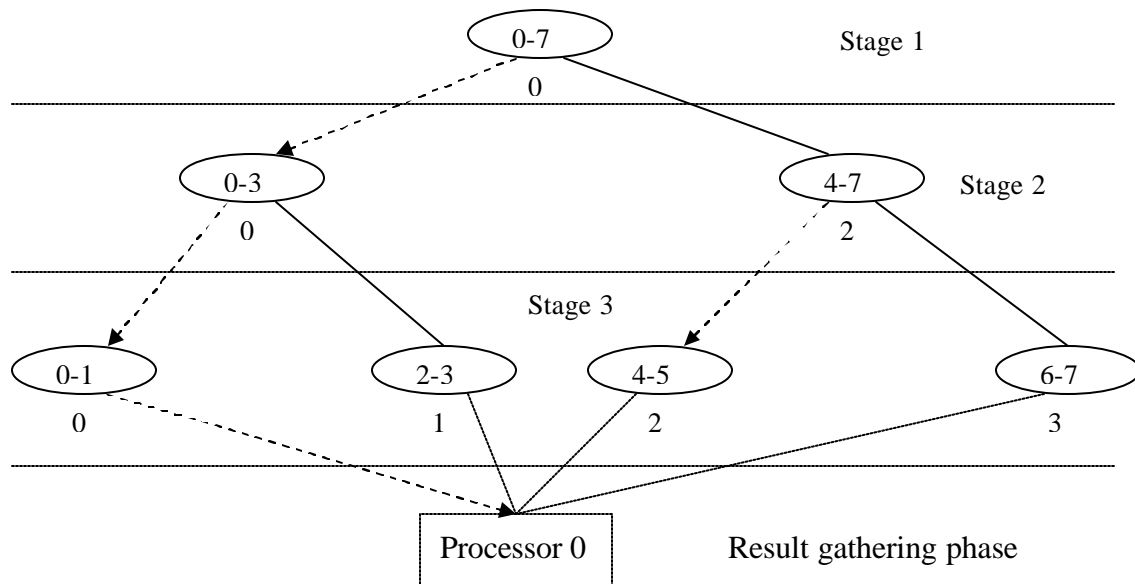 0-7
Stage 1
0
0-3
4-7
Stage 2
0
2
Stage 3
0-1
2-3
4-5
6-7
0
1
2
3
Processor 0
Result gathering phase